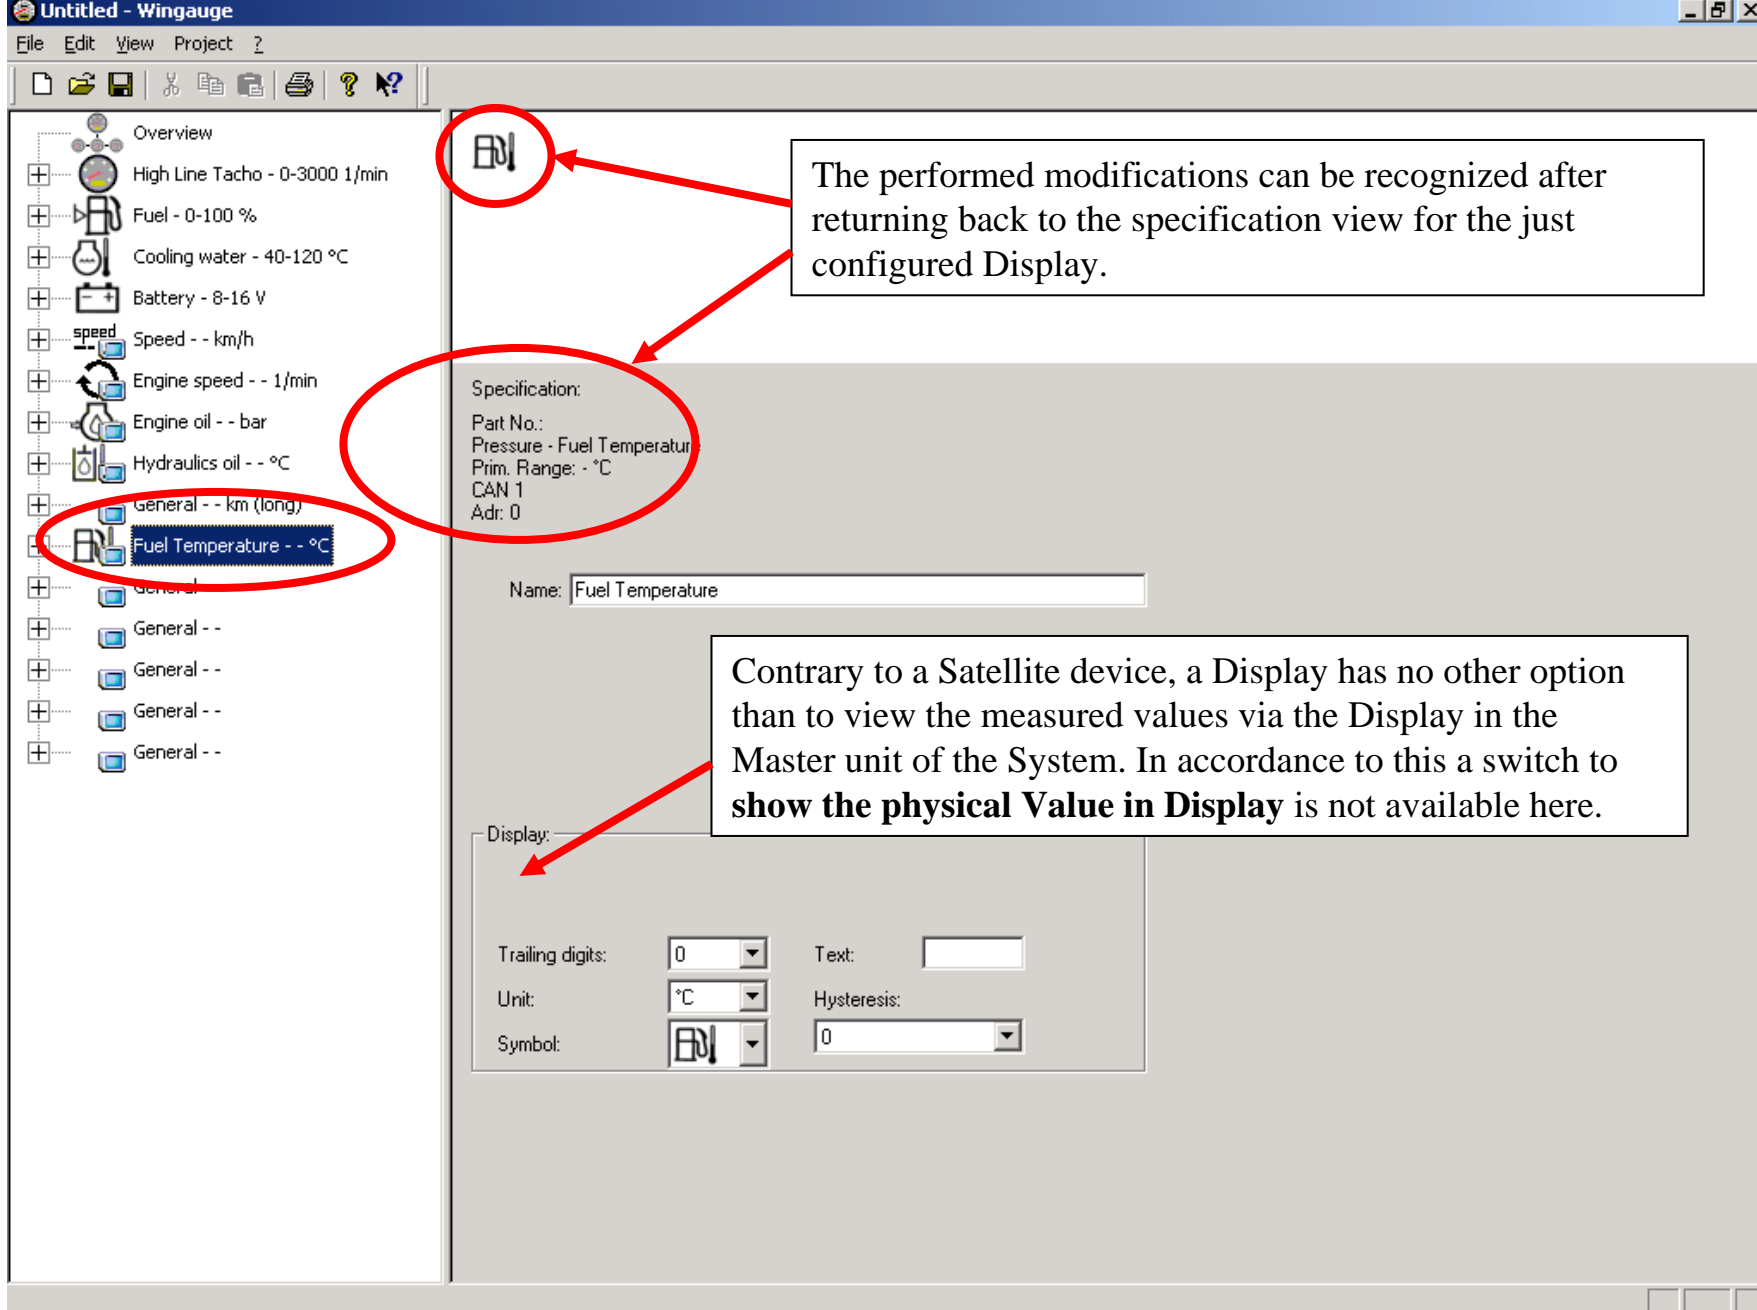 Untitled - Wingauge
File Edit View Project ?
Overview
High Line Tacho - 0-3000 1/min
Fuel - 0-100 %
Cooling water - 40-120 °C
Battery - 8-16 V
speed
Speed - - km/h
Engine speed - - 1/min
Engine oil - - bar
Hydraulics oil - - °C
General - - km (long)
Fuel Temperature - - °C
General - -
General - -
General - -
General - -
General - -
The performed modifications can be recognized after
returning back to the specification view for the just
configured Display.
Specification:
Part No.:
Pressure - Fuel Temperature
Prim. Range: - °C
CAN 1
Adr: 0
Name: Fuel Temperature
Contrary to a Satellite device, a Display has no other option
than to view the measured values via the Display in the
Master unit of the System. In accordance to this a switch to
show the physical Value in Display is not available here.
Display:
Trailing digits: 0 Text:
Unit: °C Hysteresis:
Symbol: 0